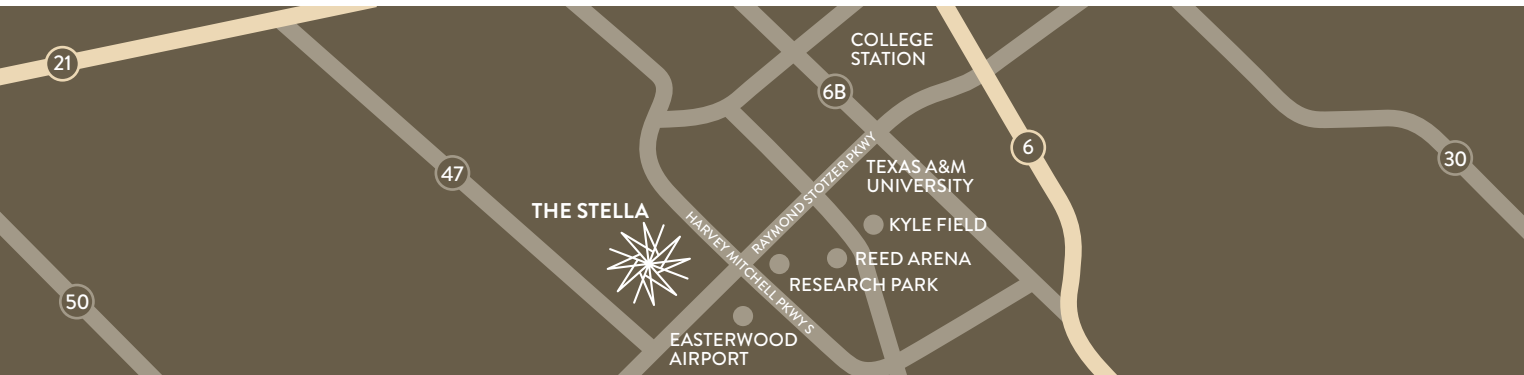 21
COLLEGE
STATION
6B
6
30
47
RAYMOND STOTZER PKWY
TEXAS A&M
UNIVERSITY
THE STELLA
HARVEY MITCHELL PKWY S
KYLE FIELD
REED ARENA
RESEARCH PARK
50
EASTERWOOD
AIRPORT